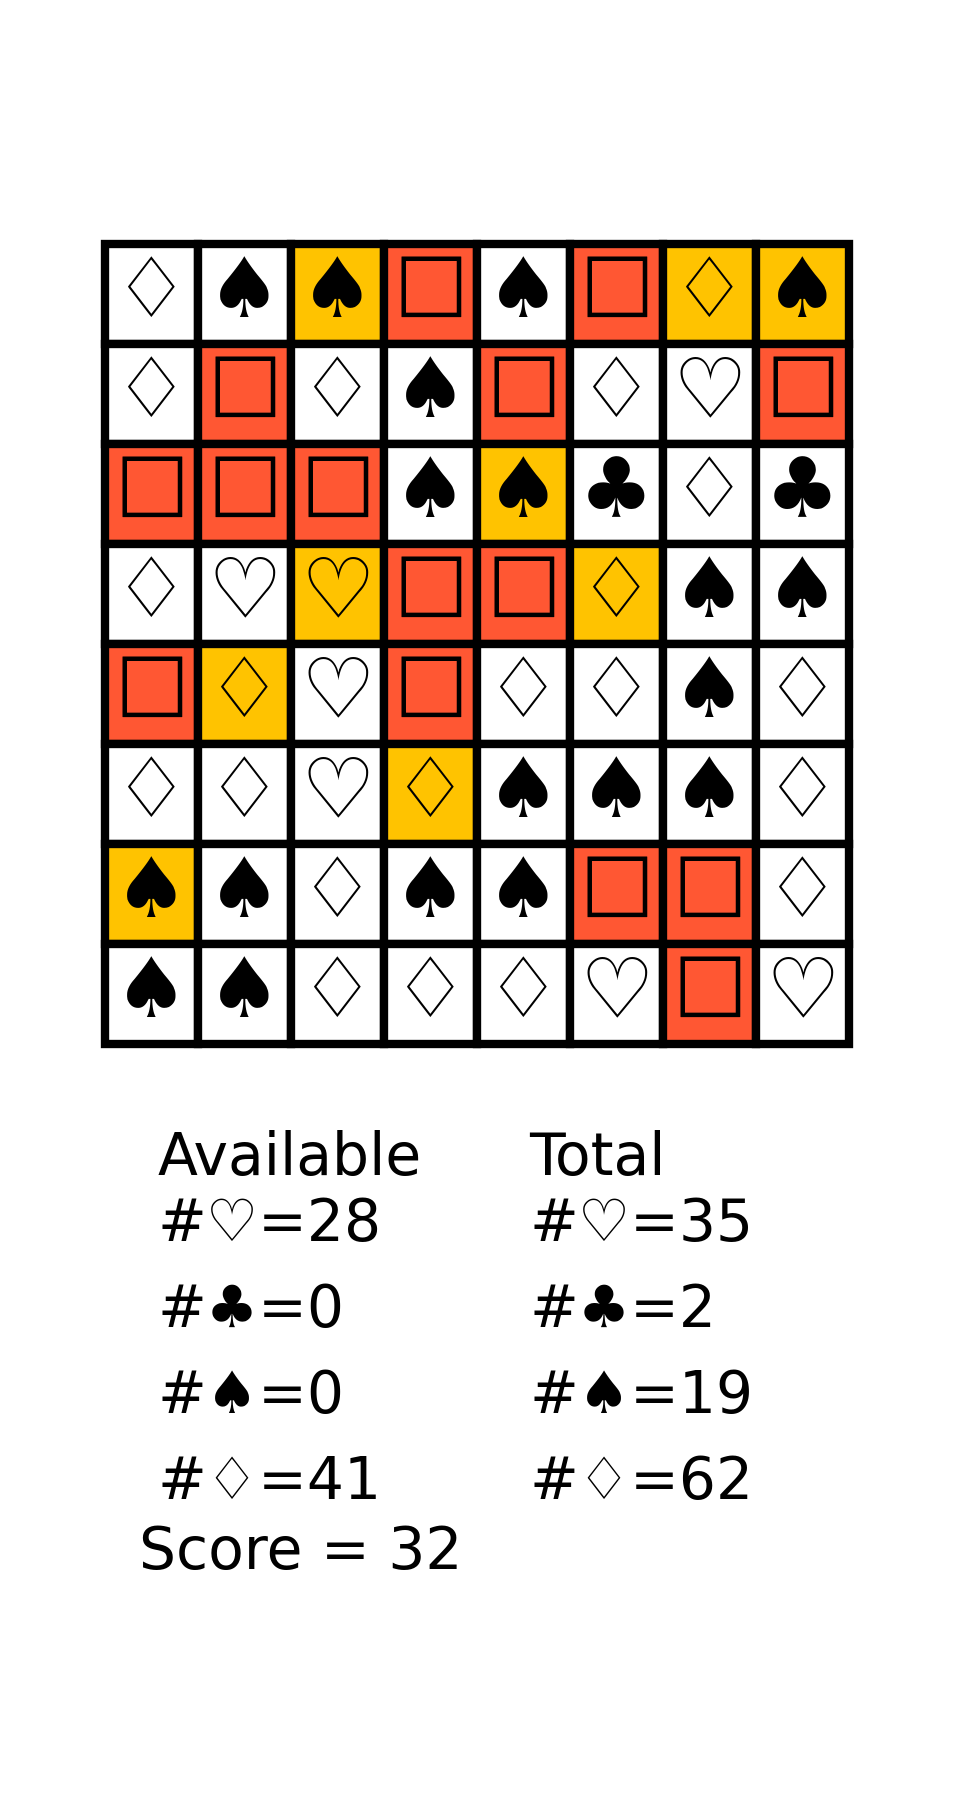 ♢ ♠ ♠ □ ♠ □ ♢ ♠
♢ □ ♢ ♠ □ ♢ ♡ □
□ □ □ ♠ ♠ ♣ ♢ ♣
♢ ♡ ♡ □ □ ♢ ♠ ♠
□ ♢ ♡ □ ♢ ♢ ♠ ♢
♢ ♢ ♡ ♢ ♠ ♠ ♠ ♢
♠ ♠ ♢ ♠ ♠ □ □ ♢
♠ ♠ ♢ ♢ ♢ ♡ □ ♡
Available Total
#♡=28 #♡=35
#♣=0 #♣=2
#♠=0 #♠=19
#♢=41 #♢=62
Score = 32